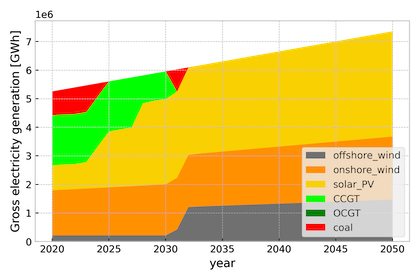 1e6
Gross electricity generation [GWh]
7
6
5
4
3
2
1
0
offshore_wind
onshore_wind
solar_PV
CCGT
OCGT
coal
2020 2025 2030 2035 2040 2045 2050
year